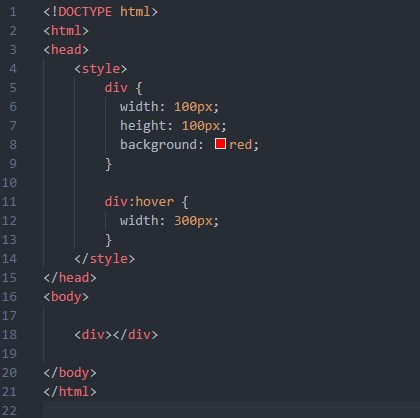 1 <!DOCTYPE html>
2 <html>
3 <head>
4     <style>
5         div {
6           width: 100px;
7           height: 100px;
8           background: red;
9         }
10
11         div:hover {
12           width: 300px;
13         }
14     </style>
15 </head>
16 <body>
17
18     <div></div>
19
20 </body>
21 </html>
22